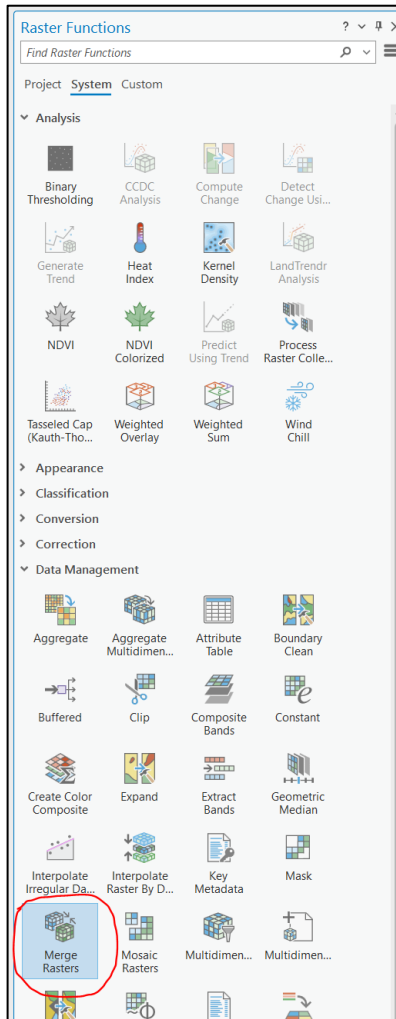 Raster Functions
Find Raster Functions
Project System Custom
Analysis
Binary Thresholding
CCDC Analysis
Compute Change
Detect Change Usi...
Generate Trend
Heat Index
Kernel Density
LandTrendr Analysis
NDVI
NDVI Colorized
Predict Using Trend
Process Raster Colle...
Tasseled Cap (Kauth-Tho...
Weighted Overlay
Weighted Sum
Wind Chill
Appearance
Classification
Conversion
Correction
Data Management
Aggregate
Aggregate Multidimen...
Attribute Table
Boundary Clean
Buffered
Clip
Composite Bands
Constant
Create Color Composite
Expand
Extract Bands
Geometric Median
Interpolate Irregular Da...
Interpolate Raster By D...
Key Metadata
Mask
Merge Rasters
Mosaic Rasters
Multidimen...
Multidimen...